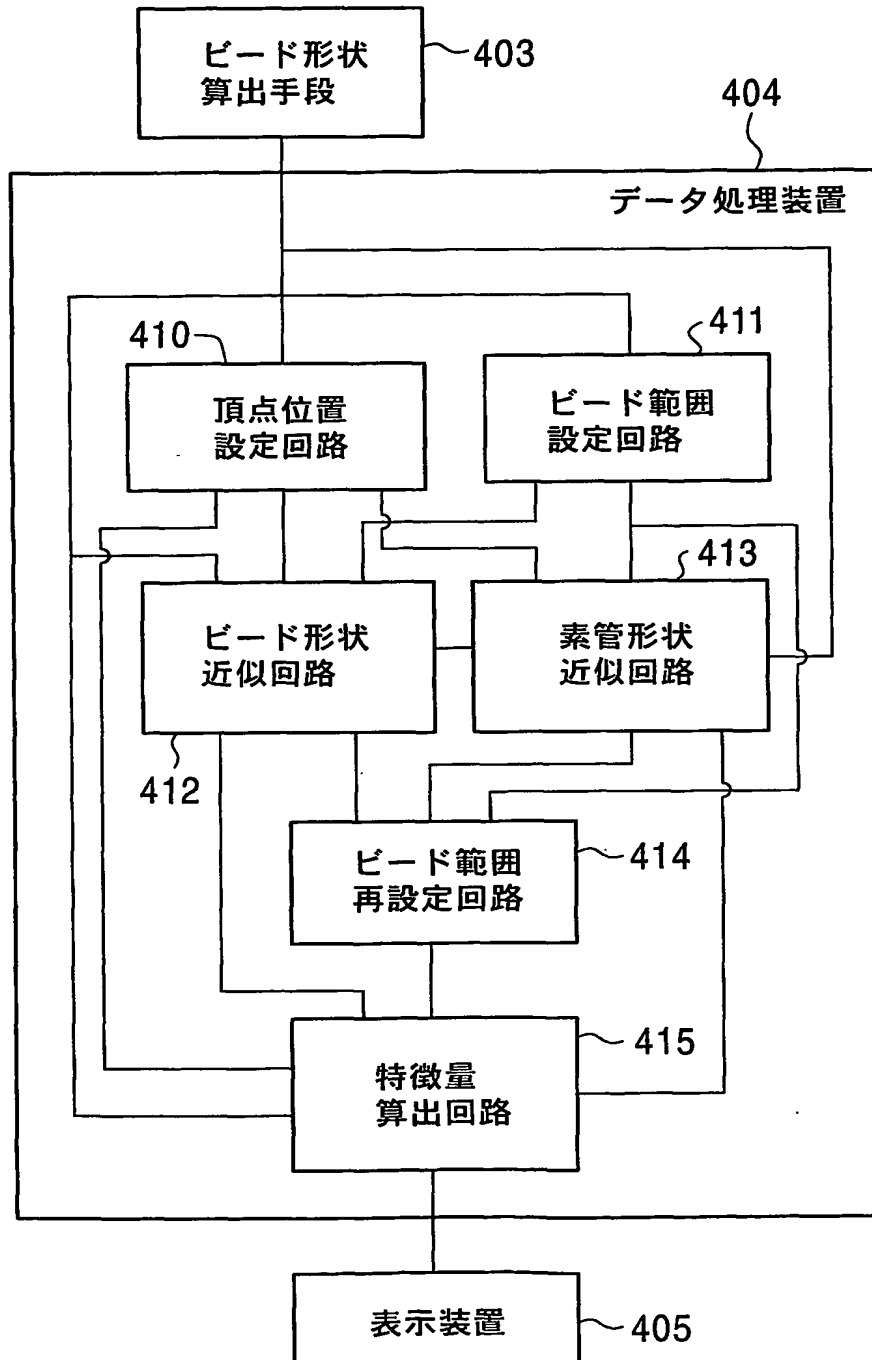 ビード形状
算出手段
403
404
データ処理装置
410
頂点位置
設定回路
411
ビード範囲
設定回路
ビード形状
近似回路
412
413
素管形状
近似回路
ビード範囲
再設定回路
414
特徴量
算出回路
415
表示装置
405